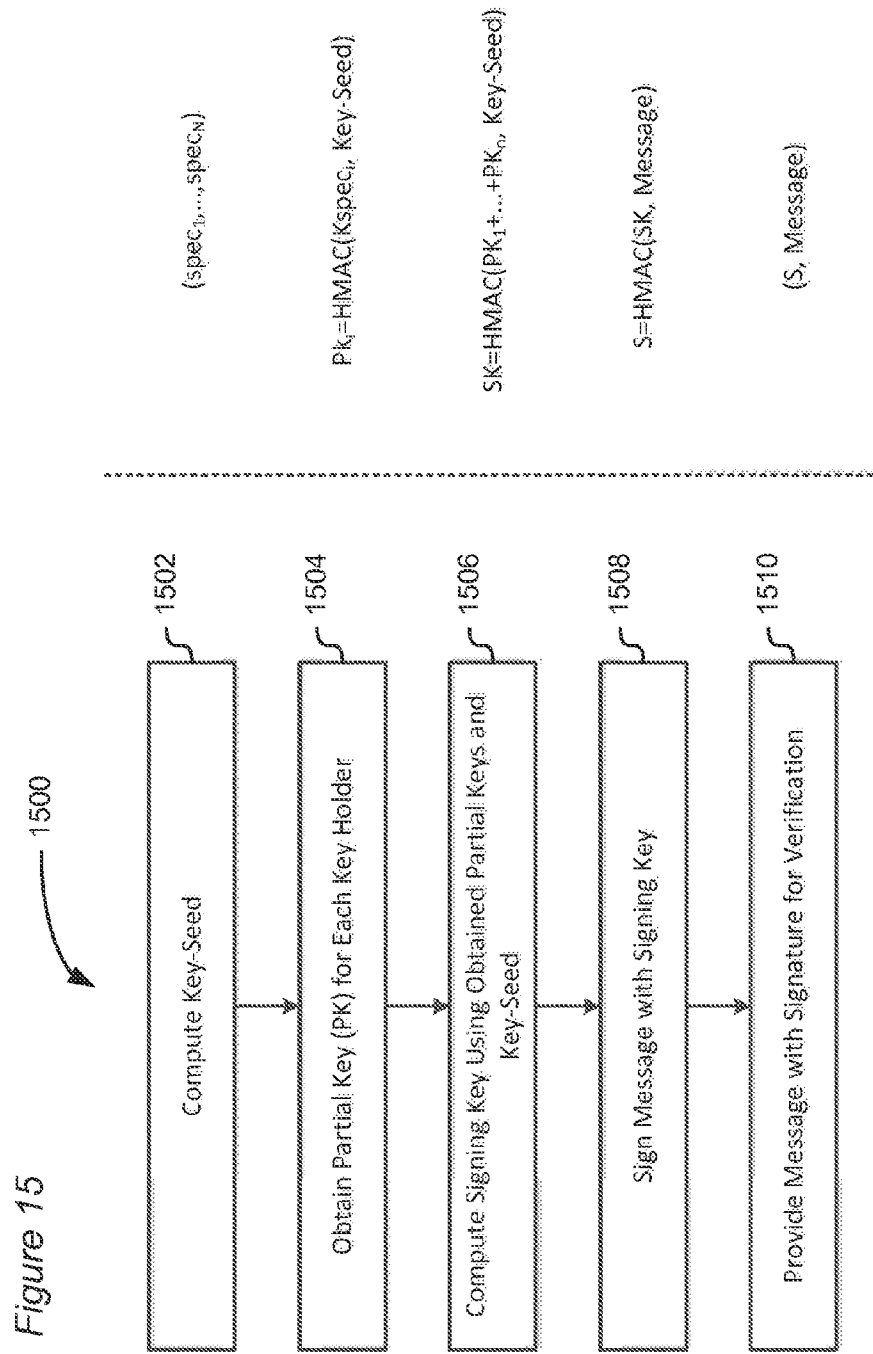 Figure 15
1500
Compute Key-Seed
1502
(spec₁,...,specN)
Obtain Partial Key (PK) for Each Key Holder
1504
Pkᵢ=HMAC(Kspecᵢ, Key-Seed)
Compute Signing Key Using Obtained Partial Keys and
Key-Seed
1506
SK=HMAC(PK₁+...+PKₙ, Key-Seed)
Sign Message with Signing Key
1508
S=HMAC(SK, Message)
Provide Message with Signature for Verification
1510
(S, Message)